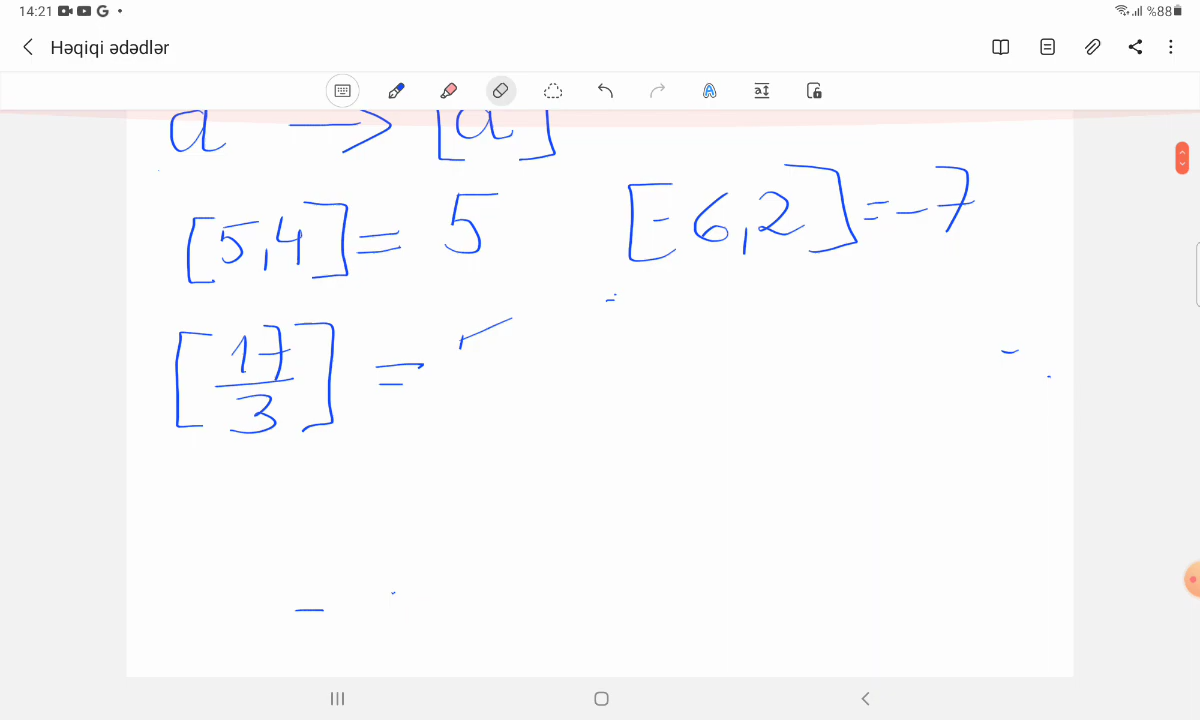 14:21 G %88
Həqiqi ədədlər
a → [a]
[5,4] = 5
[-6,2] = -7
[17/3] =